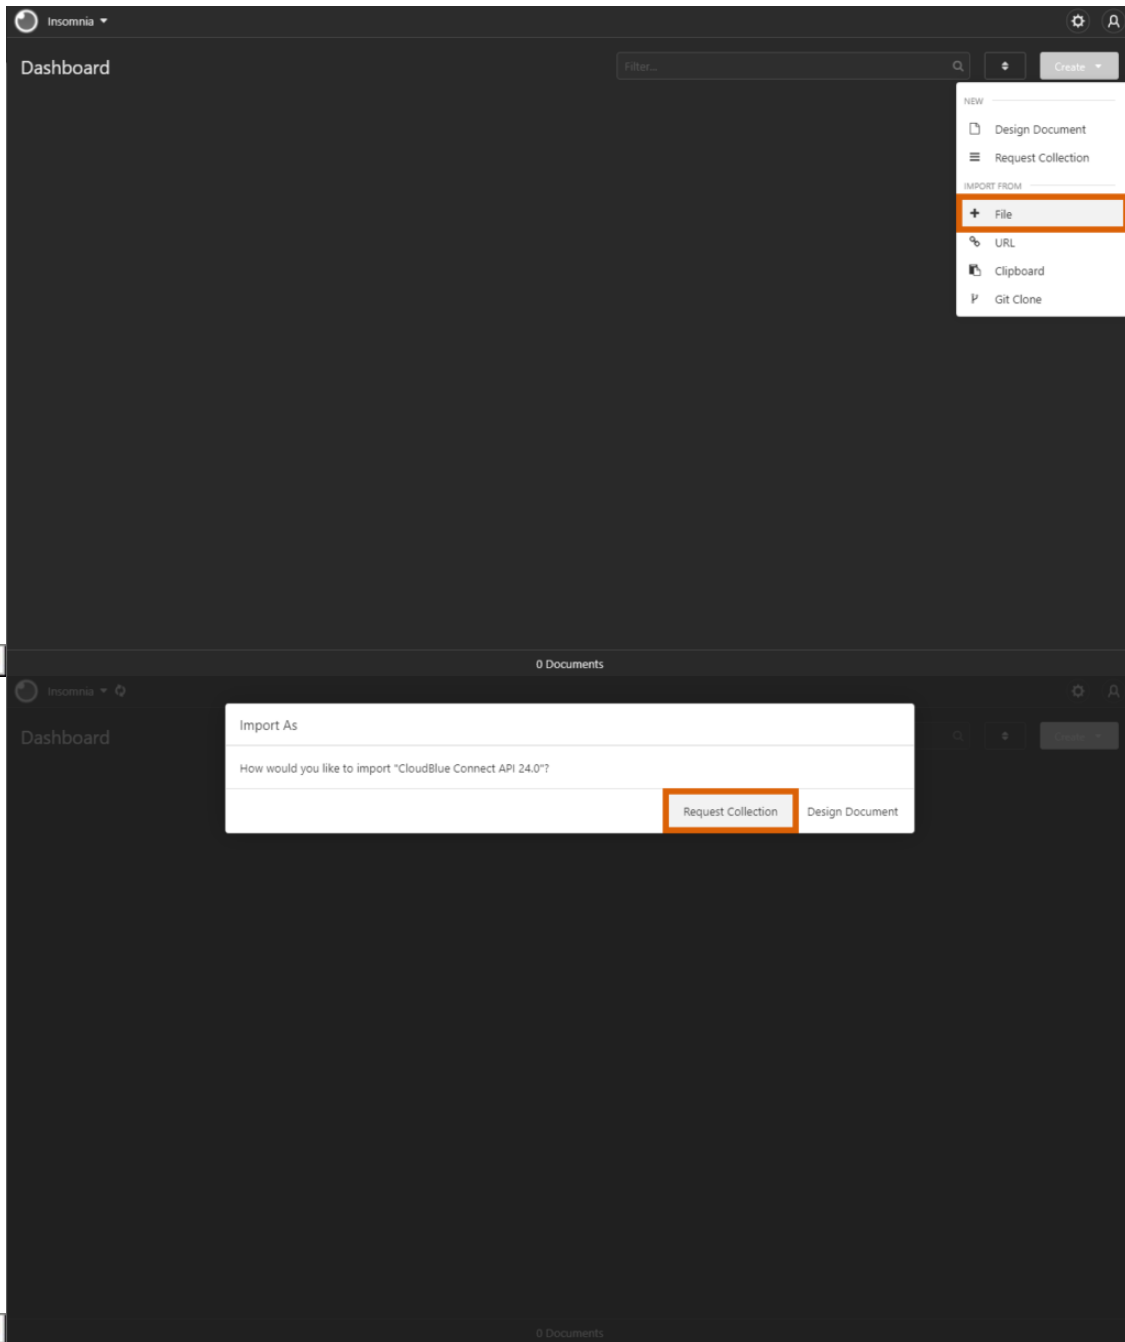 Insomnia
Dashboard
Filter...
Create
NEW
Design Document
Request Collection
IMPORT FROM
File
URL
Clipboard
Git Clone
0 Documents
Insomnia
Dashboard
Create
Import As
How would you like to import "CloudBlue Connect API 24.0"?
Request Collection
Design Document
0 Documents